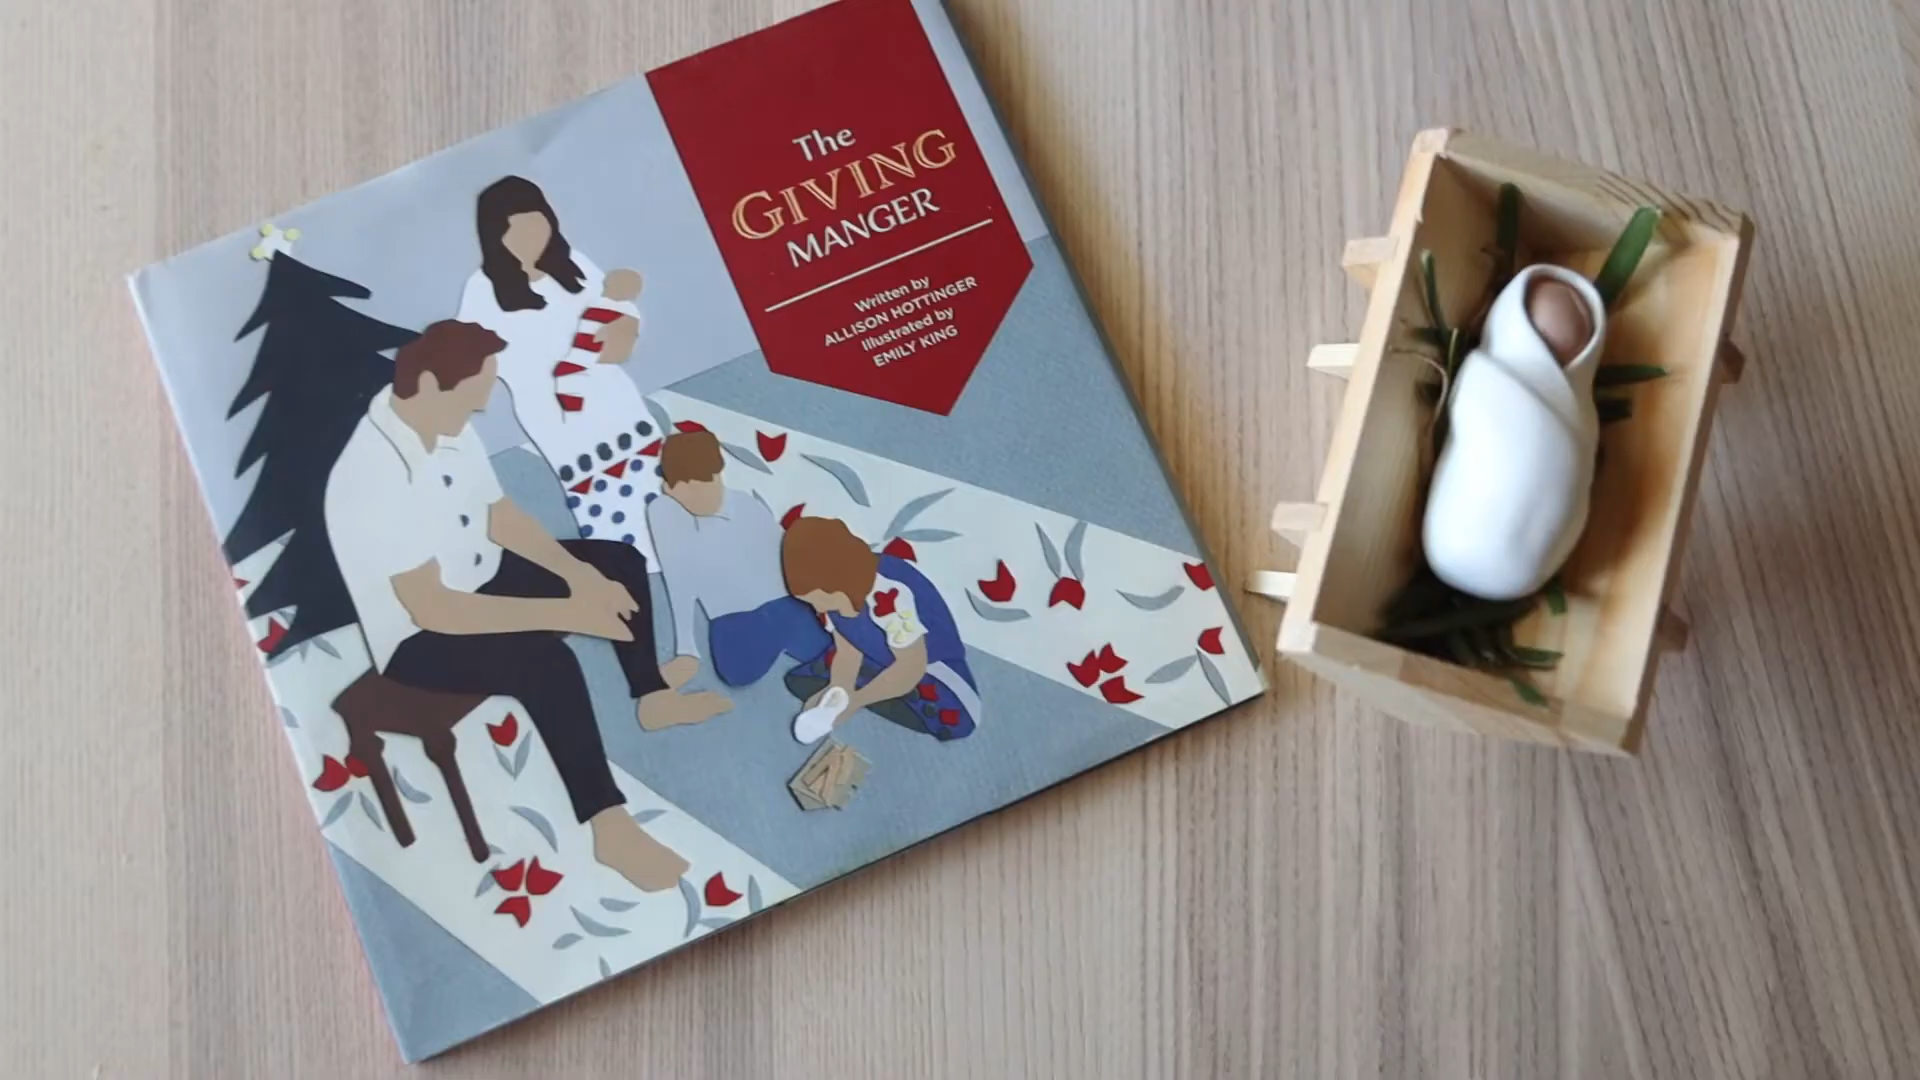 The
GIVING
MANGER
Written by
ALLISON HOTTINGER
Illustrated by
EMILY KING